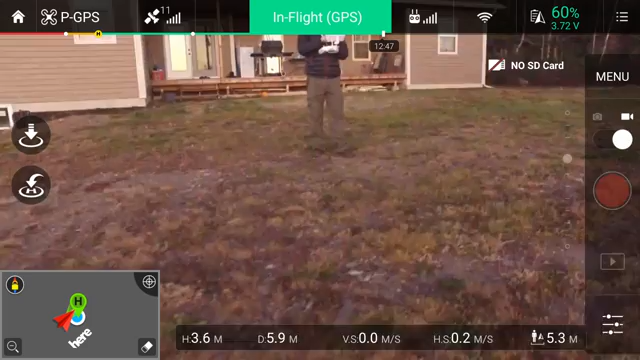 P-GPS
11
In-Flight (GPS)
60%
3.72 V
12:47
NO SD Card
MENU
H
here
H 3.6 M
D: 5.9 M
V.S: 0.0 M/S
H.S: 0.2 M/S
5.3 M